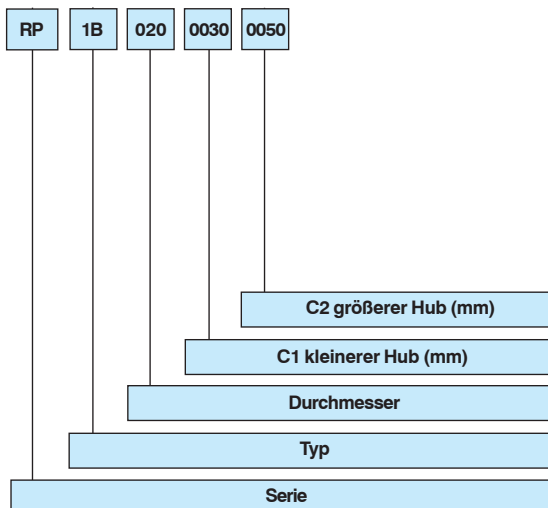 RP 1B 020 0030 0050
C2 größerer Hub (mm)
C1 kleinerer Hub (mm)
Durchmesser
Typ
Serie